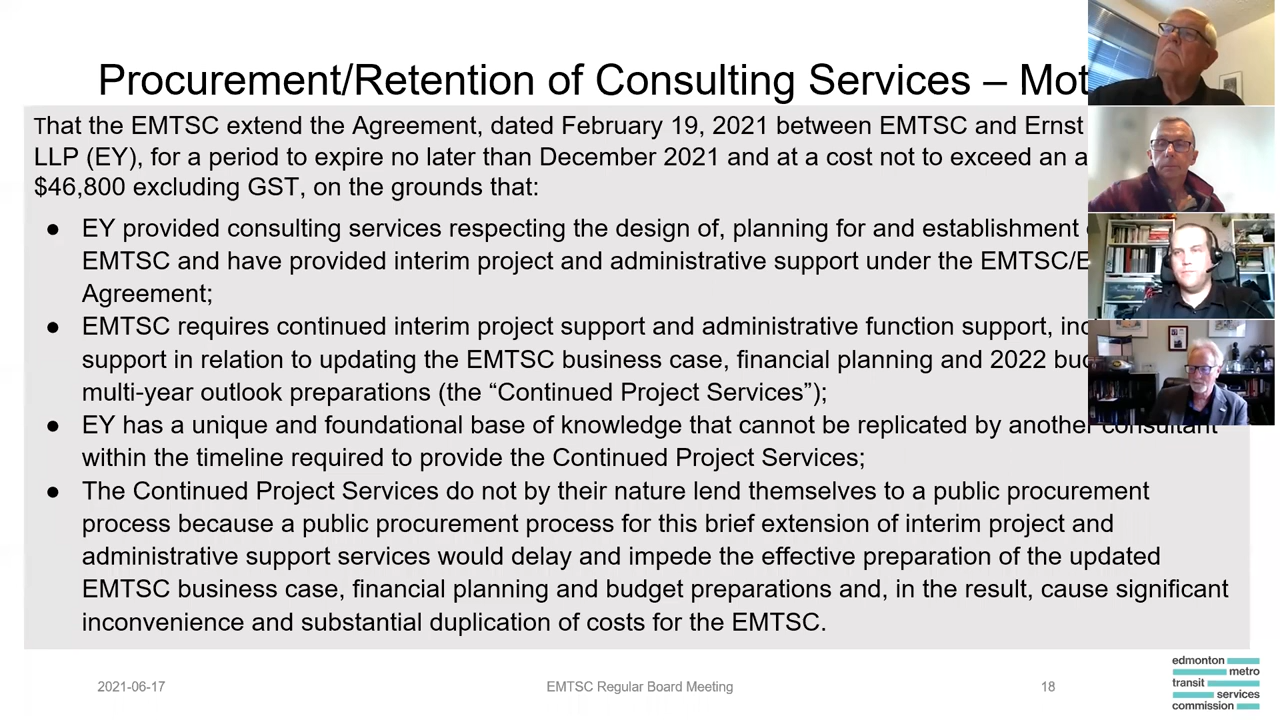 Procurement/Retention of Consulting Services – Mot
That the EMTSC extend the Agreement, dated February 19, 2021 between EMTSC and Ernst
LLP (EY), for a period to expire no later than December 2021 and at a cost not to exceed an a
$46,800 excluding GST, on the grounds that:
● EY provided consulting services respecting the design of, planning for and establishment
EMTSC and have provided interim project and administrative support under the EMTSC/E
Agreement;
● EMTSC requires continued interim project support and administrative function support, inc
support in relation to updating the EMTSC business case, financial planning and 2022 bud
multi-year outlook preparations (the “Continued Project Services”);
● EY has a unique and foundational base of knowledge that cannot be replicated by another consultant
within the timeline required to provide the Continued Project Services;
● The Continued Project Services do not by their nature lend themselves to a public procurement
process because a public procurement process for this brief extension of interim project and
administrative support services would delay and impede the effective preparation of the updated
EMTSC business case, financial planning and budget preparations and, in the result, cause significant
inconvenience and substantial duplication of costs for the EMTSC.
2021-06-17
EMTSC Regular Board Meeting
18
edmonton
metro
transit
services
commission